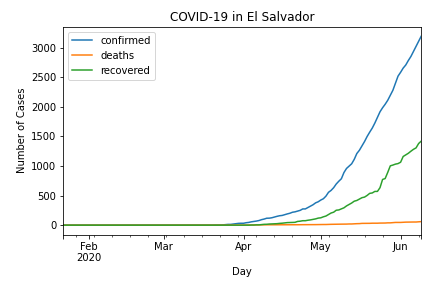 COVID-19 in El Salvador
confirmed
deaths
recovered
Number of Cases
3000
2500
2000
1500
1000
500
0
Feb
2020
Mar
Apr
May
Jun
Day